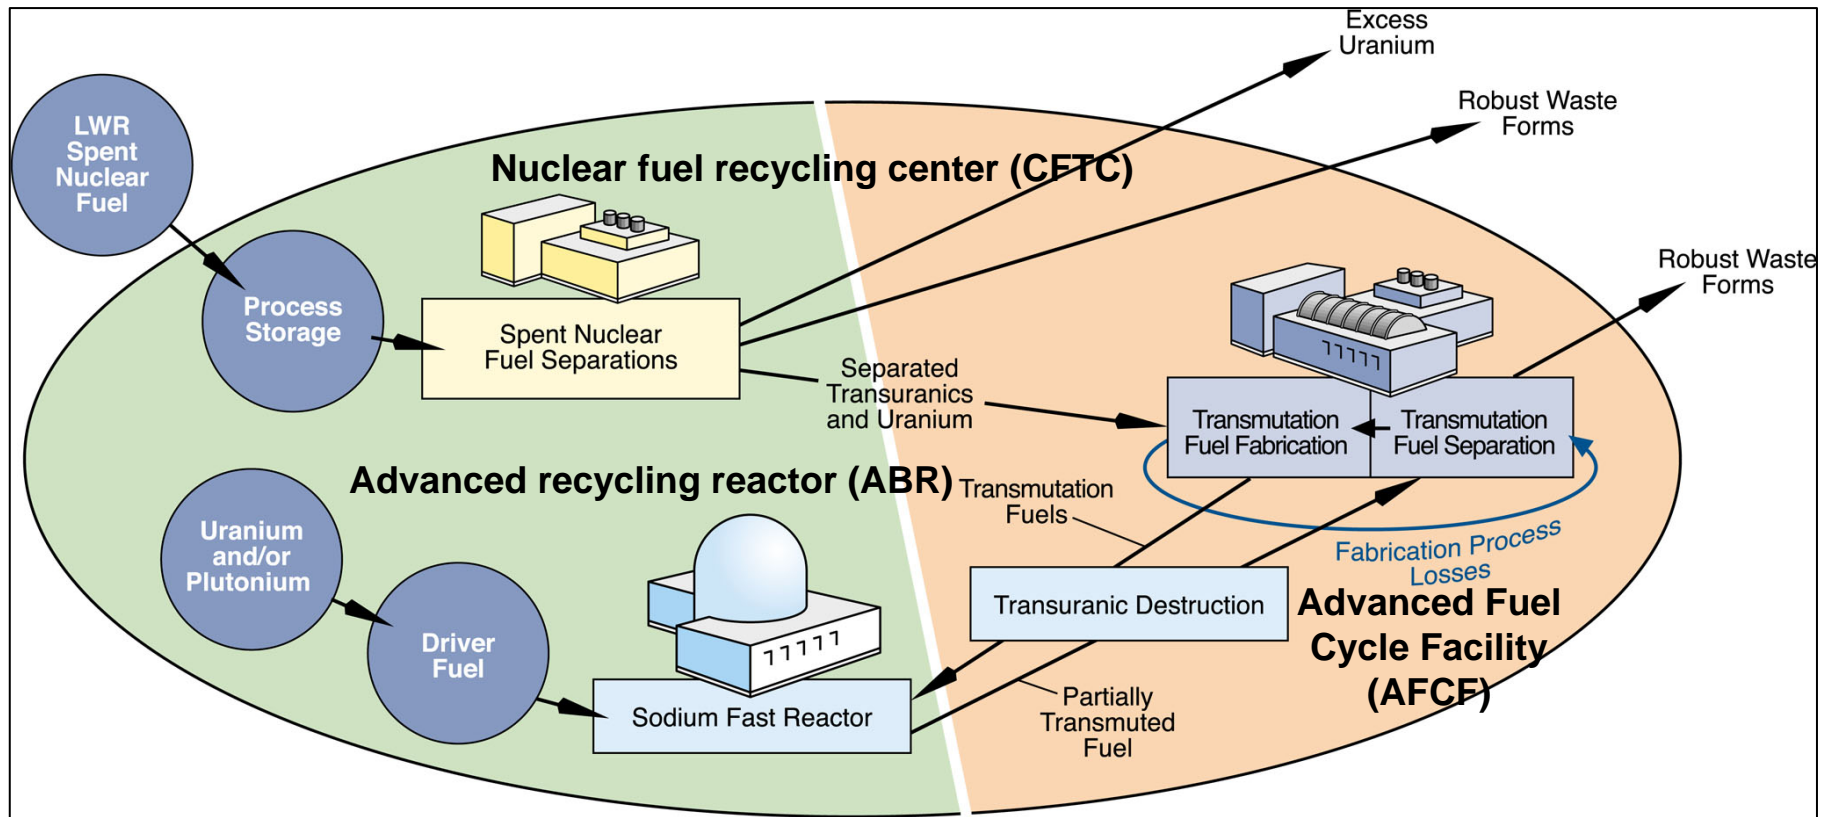 Excess
Uranium
Robust Waste
Forms
LWR
Spent
Nuclear
Fuel
Nuclear fuel recycling center (CFTC)
Process
Storage
Spent Nuclear
Fuel Separations
Robust Waste
Forms
Separated
Transuranics
and Uranium
Transmutation
Fuel Fabrication
Transmutation
Fuel Separation
Advanced recycling reactor (ABR)
Transmutation
Fuels
Fabrication Process
Losses
Uranium
and/or
Plutonium
Transuranic Destruction
Advanced Fuel
Cycle Facility
(AFCF)
Driver
Fuel
Sodium Fast Reactor
Partially
Transmuted
Fuel